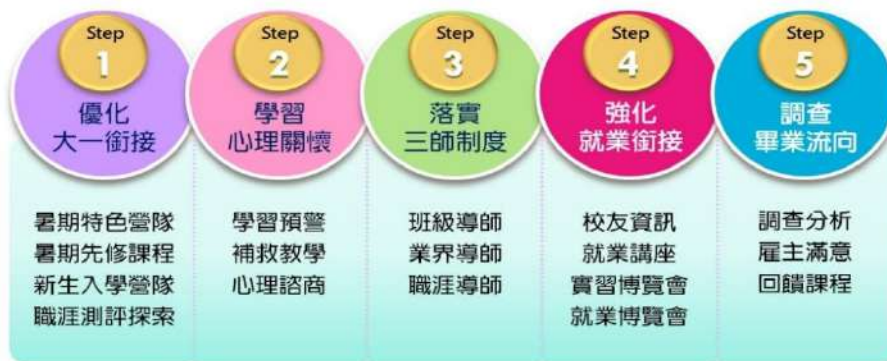 Step
1
優化
大一銜接
暑期特色營隊
暑期先修課程
新生入學營隊
職涯測評探索
Step
2
學習
心理關懷
學習預警
補救教學
心理諮商
Step
3
落實
三師制度
班級導師
業界導師
職涯導師
Step
4
強化
就業銜接
校友資訊
就業講座
實習博覽會
就業博覽會
Step
5
調查
畢業流向
調查分析
雇主滿意
回饋課程